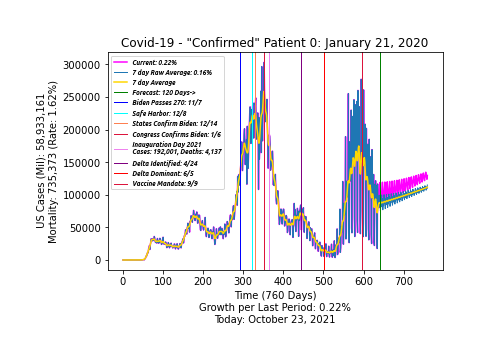 Covid-19 - "Confirmed" Patient 0: January 21, 2020
US Cases (Mil): 58,933,161
Mortality: 735,373 (Rate: 1.62%)
300000
250000
200000
150000
100000
50000
0
Current: 0.22%
7 day Raw Average: 0.16%
7 day Average
Forecast: 120 Days->
Biden Passes 270: 11/7
Safe Harbor: 12/8
States Confirm Biden: 12/14
Congress Confirms Biden: 1/6
Inauguration Day 2021
Cases: 192,001, Deaths: 4,137
Delta Identified: 4/24
Delta Dominant: 6/5
Vaccine Mandate: 9/9
0 100 200 300 400 500 600 700
Time (760 Days)
Growth per Last Period: 0.22%
Today: October 23, 2021